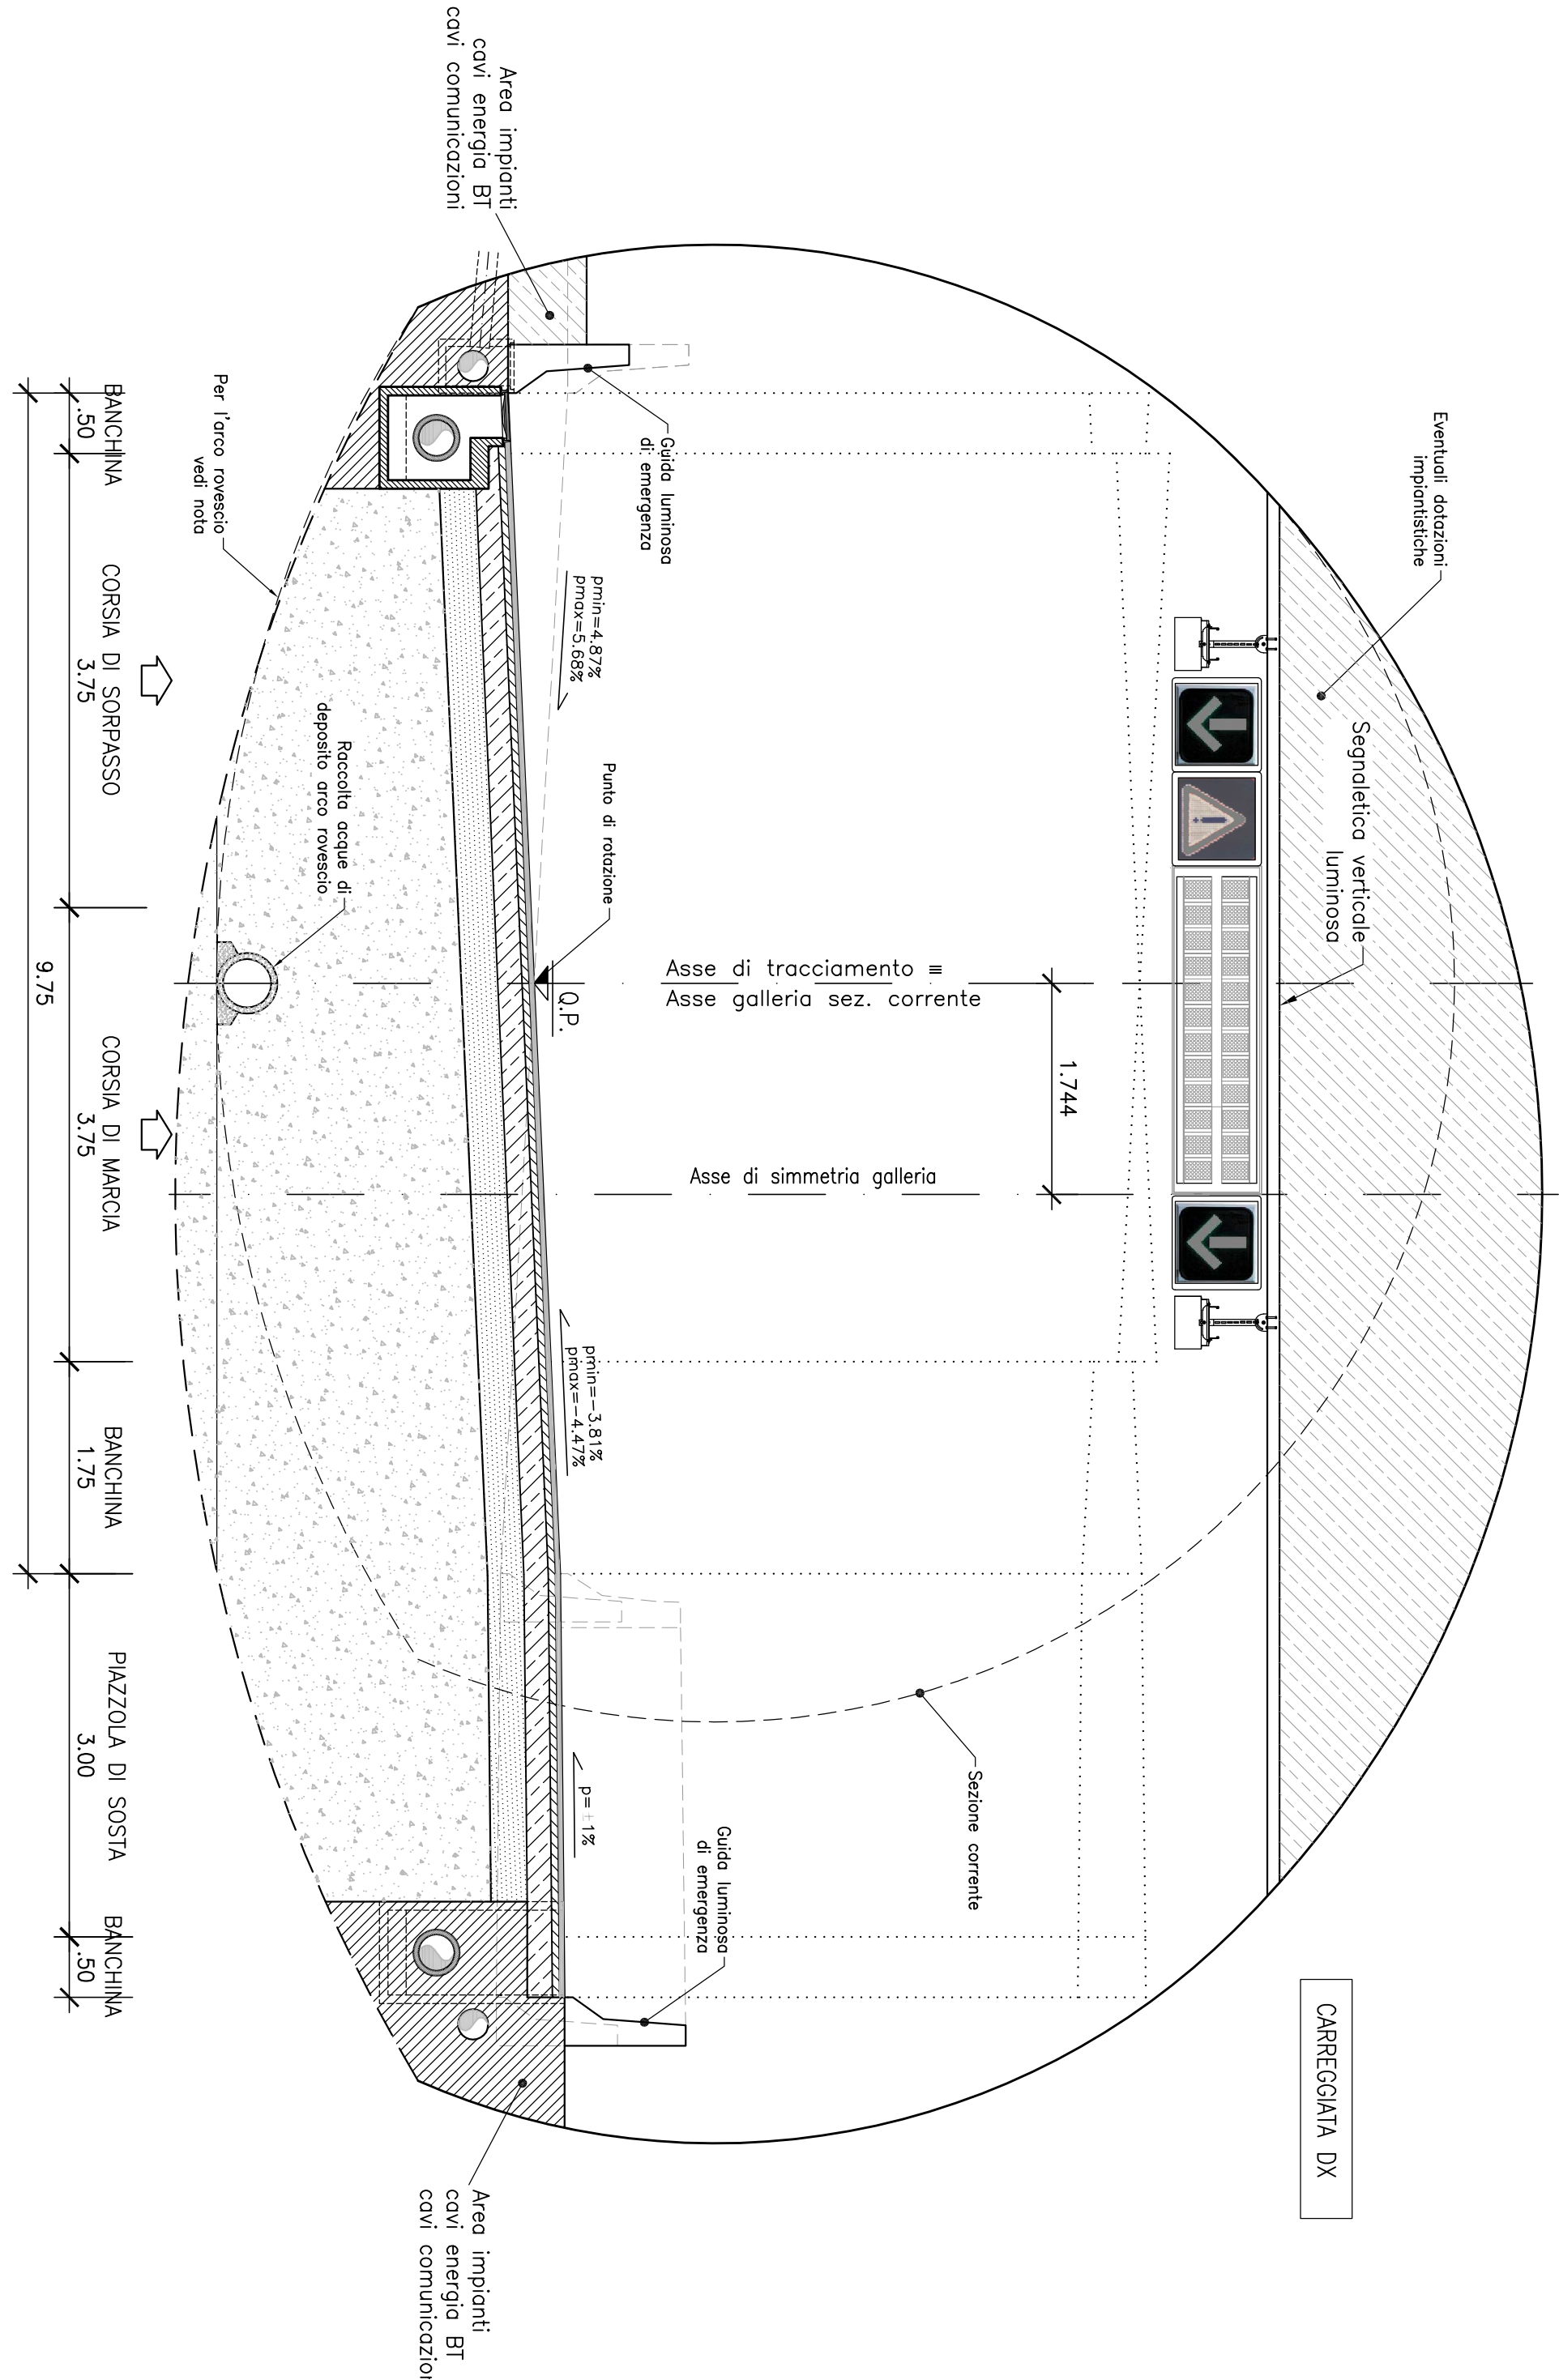 CARREGGIATA DX
Eventuali dotazioni
impiantistiche
Segnaletica verticale
luminosa
1.744
Asse di tracciamento ≡
Asse galleria sez. corrente
Asse di simmetria galleria
Sezione corrente
Guida luminosa
di emergenza
Guida luminosa
di emergenza
Punto di rotazione
Q.P.
pmin=4.87%
pmax=5.68%
pmin=-3.81%
pmax=-4.47%
p=±1%
Area impianti
cavi energia BT
cavi comunicazioni
Area impianti
cavi energia BT
Raccolta acque di
deposito arco rovescio
Per l'arco rovescio
vedi nota
BANCHINA
.50
CORSIA DI SORPASSO
3.75
CORSIA DI MARCIA
3.75
BANCHINA
1.75
PIAZZOLA DI SOSTA
3.00
BANCHINA
.50
9.75